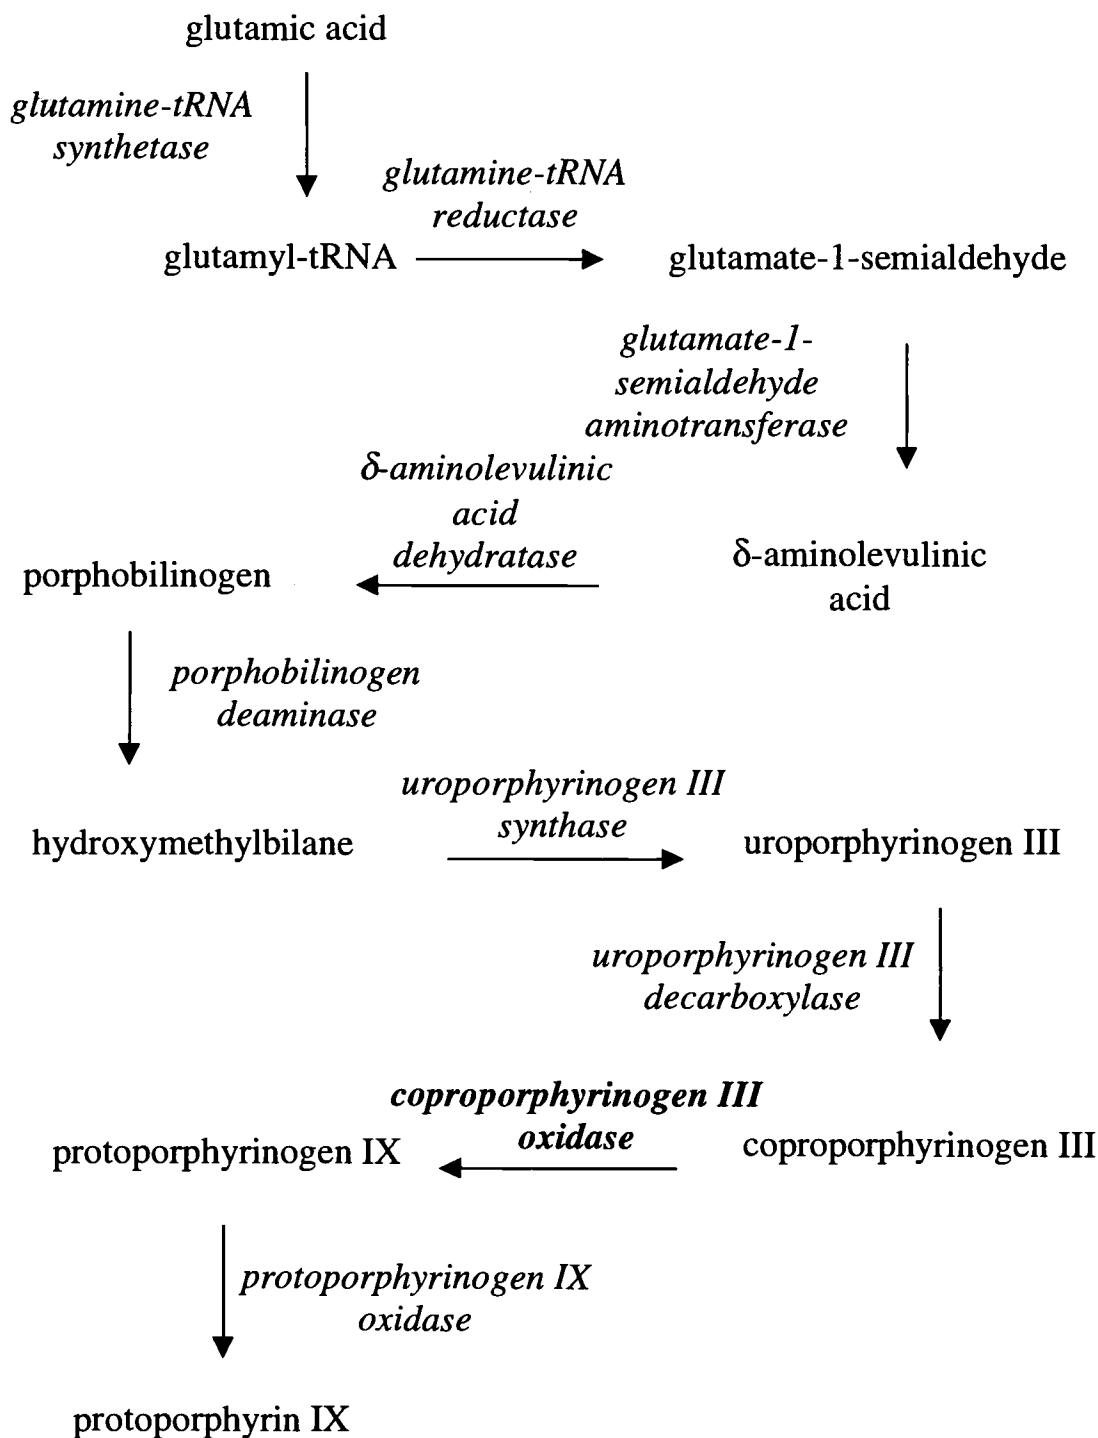 glutamic acid
glutamine-tRNA
synthetase
glutamine-tRNA
reductase
glutamyl-tRNA
glutamate-1-semialdehyde
glutamate-1-
semialdehyde
aminotransferase
δ-aminolevulinic
acid
dehydratase
δ-aminolevulinic
acid
porphobilinogen
porphobilinogen
deaminase
uroporphyrinogen III
synthase
hydroxymethylbilane
uroporphyrinogen III
uroporphyrinogen III
decarboxylase
coproporphyrinogen III
oxidase
protoporphyrinogen IX
coproporphyrinogen III
protoporphyrinogen IX
oxidase
protoporphyrin IX